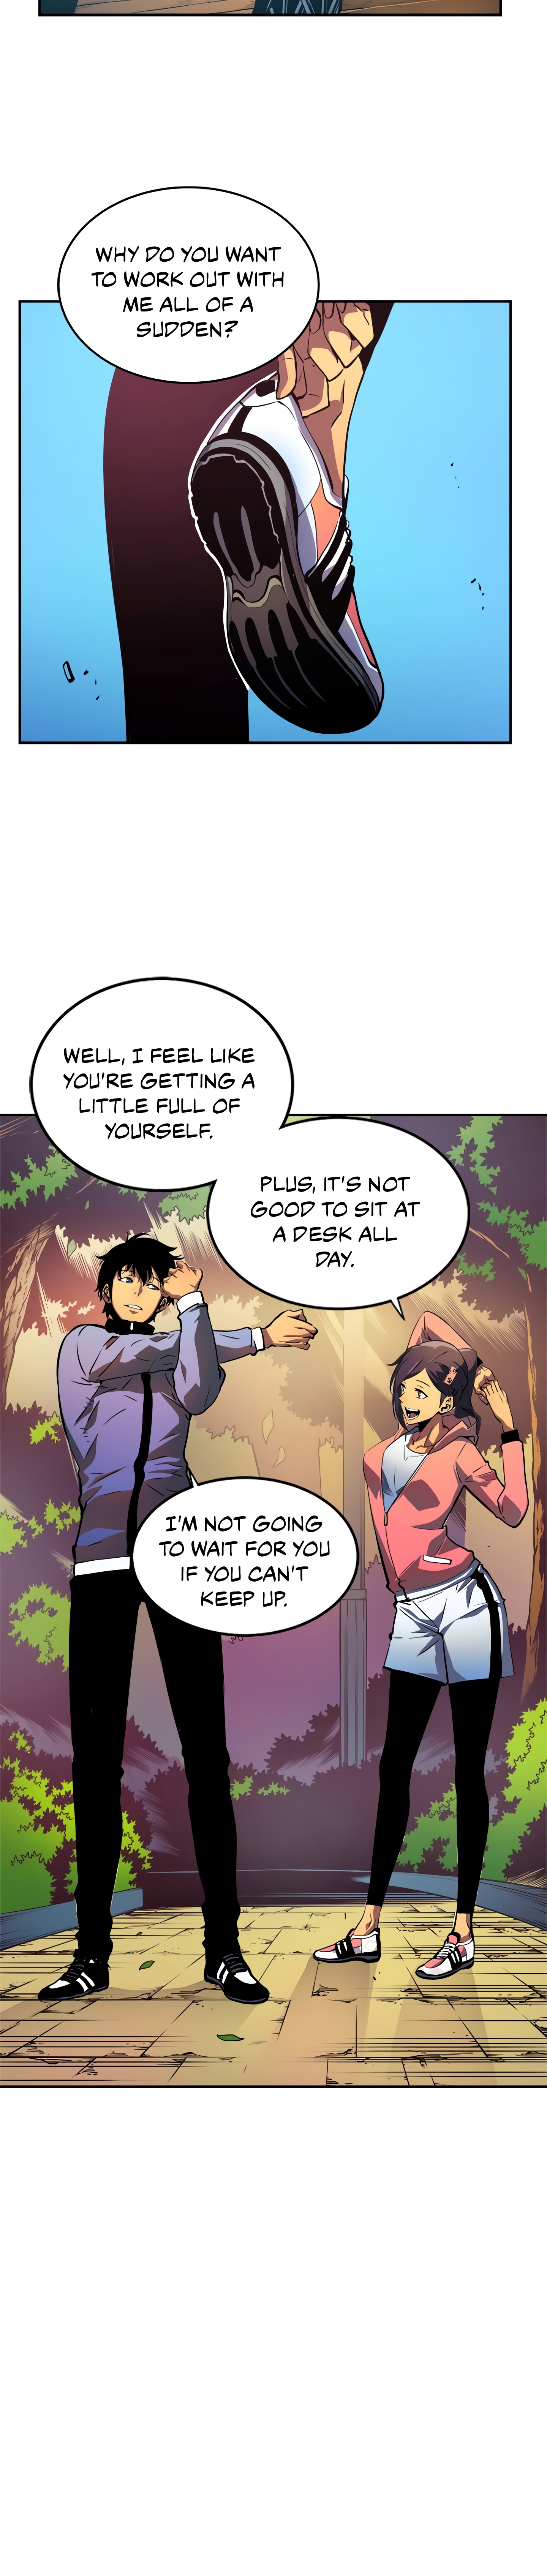 WHY DO YOU WANT
TO WORK OUT WITH
ME ALL OF A
SUDDEN?
WELL, I FEEL LIKE
YOU'RE GETTING A
LITTLE FULL OF
YOURSELF.
PLUS, IT'S NOT
GOOD TO SIT AT
A DESK ALL
DAY.
I'M NOT GOING
TO WAIT FOR YOU
IF YOU CAN'T
KEEP UP.